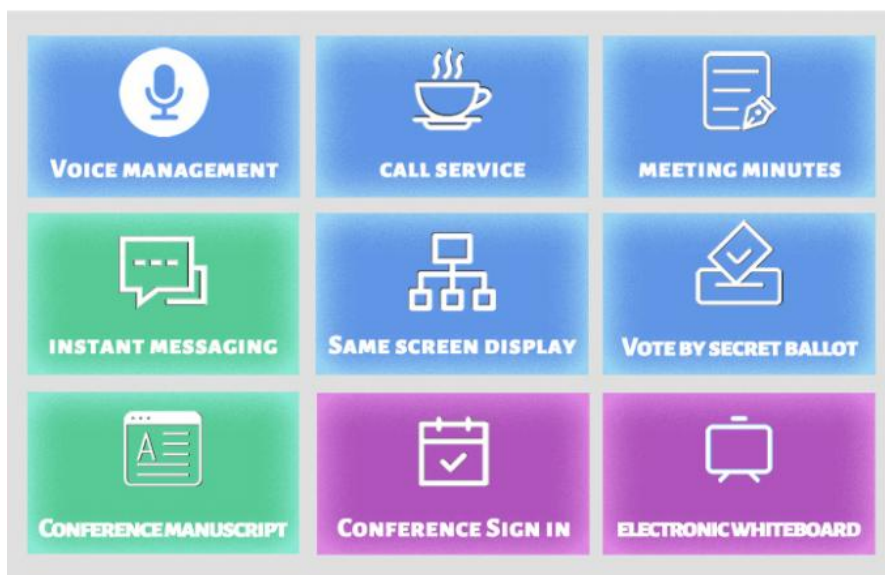 VOICE MANAGEMENT
CALL SERVICE
MEETING MINUTES
INSTANT MESSAGING
SAME SCREEN DISPLAY
VOTE BY SECRET BALLOT
A
CONFERENCE MANUSCRIPT
CONFERENCE SIGN IN
ELECTRONIC WHITEBOARD